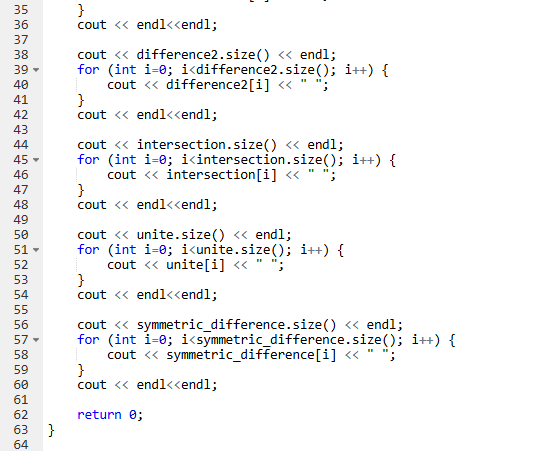 35 }
36 cout << endl<<endl;
37
38 cout << difference2.size() << endl;
39 for (int i=0; i<difference2.size(); i++) {
40 cout << difference2[i] << " ";
41 }
42 cout << endl<<endl;
43
44 cout << intersection.size() << endl;
45 for (int i=0; i<intersection.size(); i++) {
46 cout << intersection[i] << " ";
47 }
48 cout << endl<<endl;
49
50 cout << unite.size() << endl;
51 for (int i=0; i<unite.size(); i++) {
52 cout << unite[i] << " ";
53 }
54 cout << endl<<endl;
55
56 cout << symmetric_difference.size() << endl;
57 for (int i=0; i<symmetric_difference.size(); i++) {
58 cout << symmetric_difference[i] << " ";
59 }
60 cout << endl<<endl;
61
62 return 0;
63 }
64